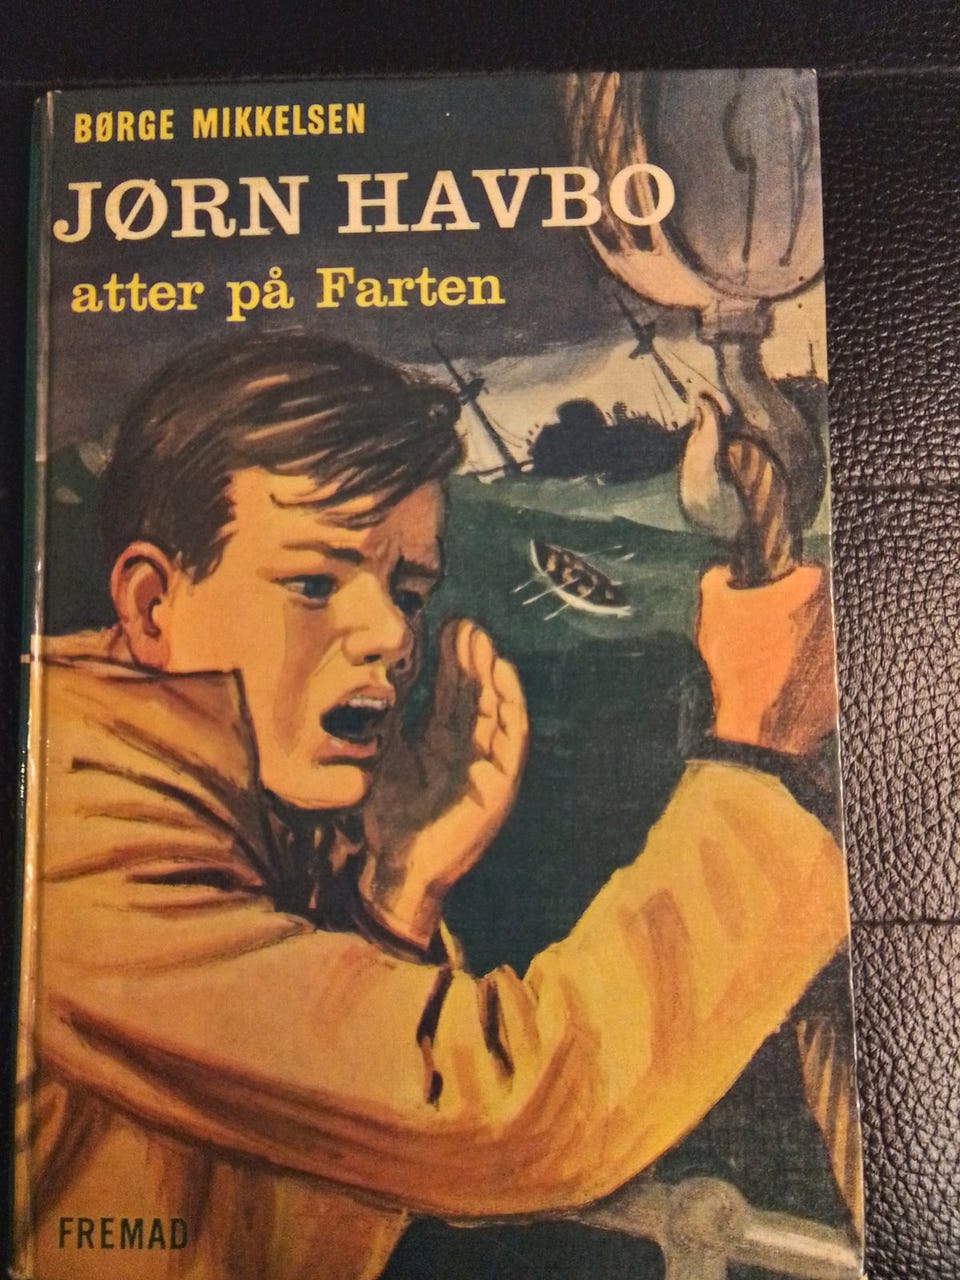 BØRGE MIKKELSEN
JØRN HAVBO
atter på Farten
FREMAD